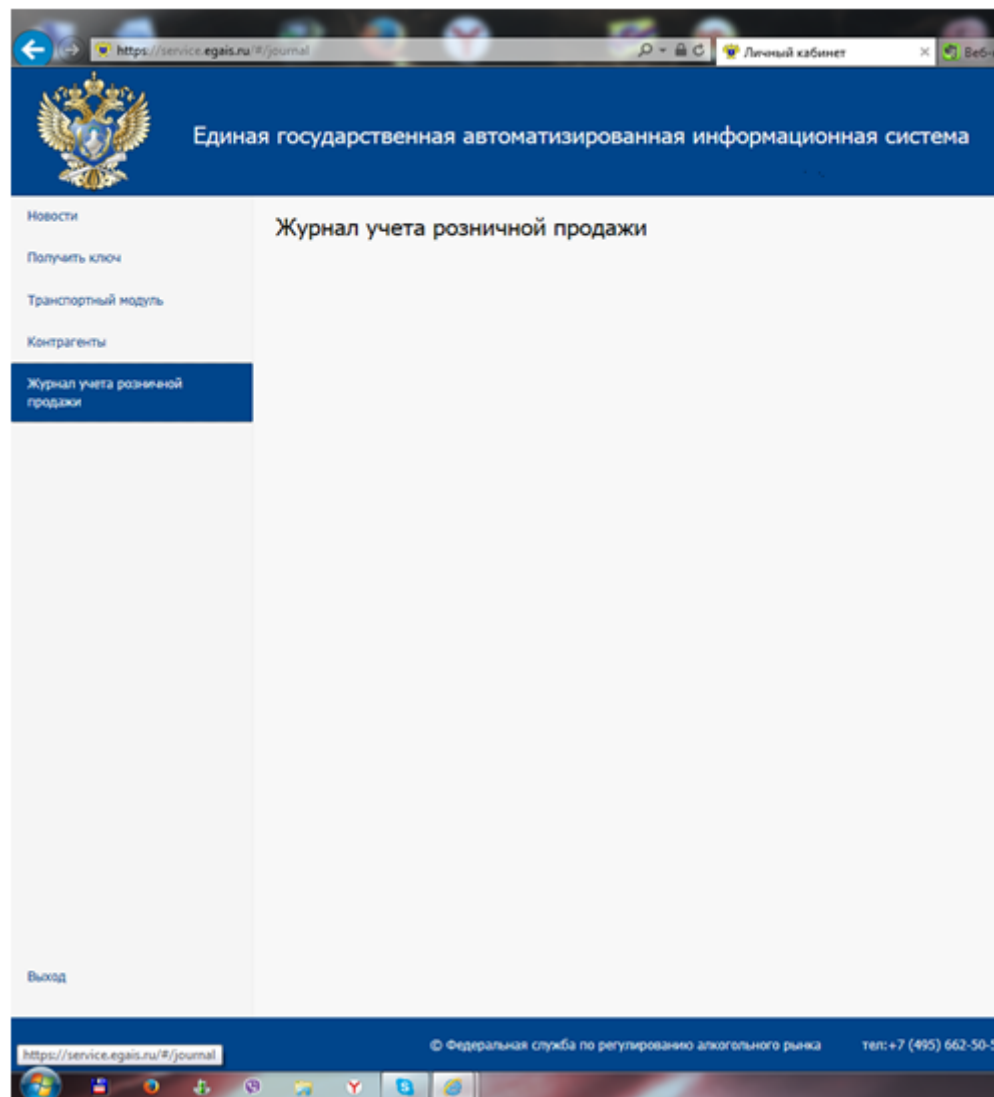 https://service.egais.ru/#/journal
Личный кабинет
Единая государственная автоматизированная информационная система
Новости
Получить ключ
Транспортный модуль
Контрагенты
Журнал учета розничной
продажи
Журнал учета розничной продажи
Выход
https://service.egais.ru/#/journal
© Федеральная служба по регулированию алкогольного рынка
тел:+7 (495) 662-50-5